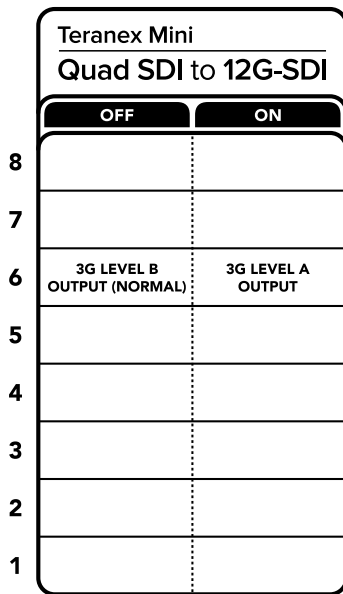 Teranex Mini
Quad SDI to 12G-SDI
OFF ON
8
7
6 3G LEVEL B 3G LEVEL A
OUTPUT (NORMAL) OUTPUT
5
4
3
2
1